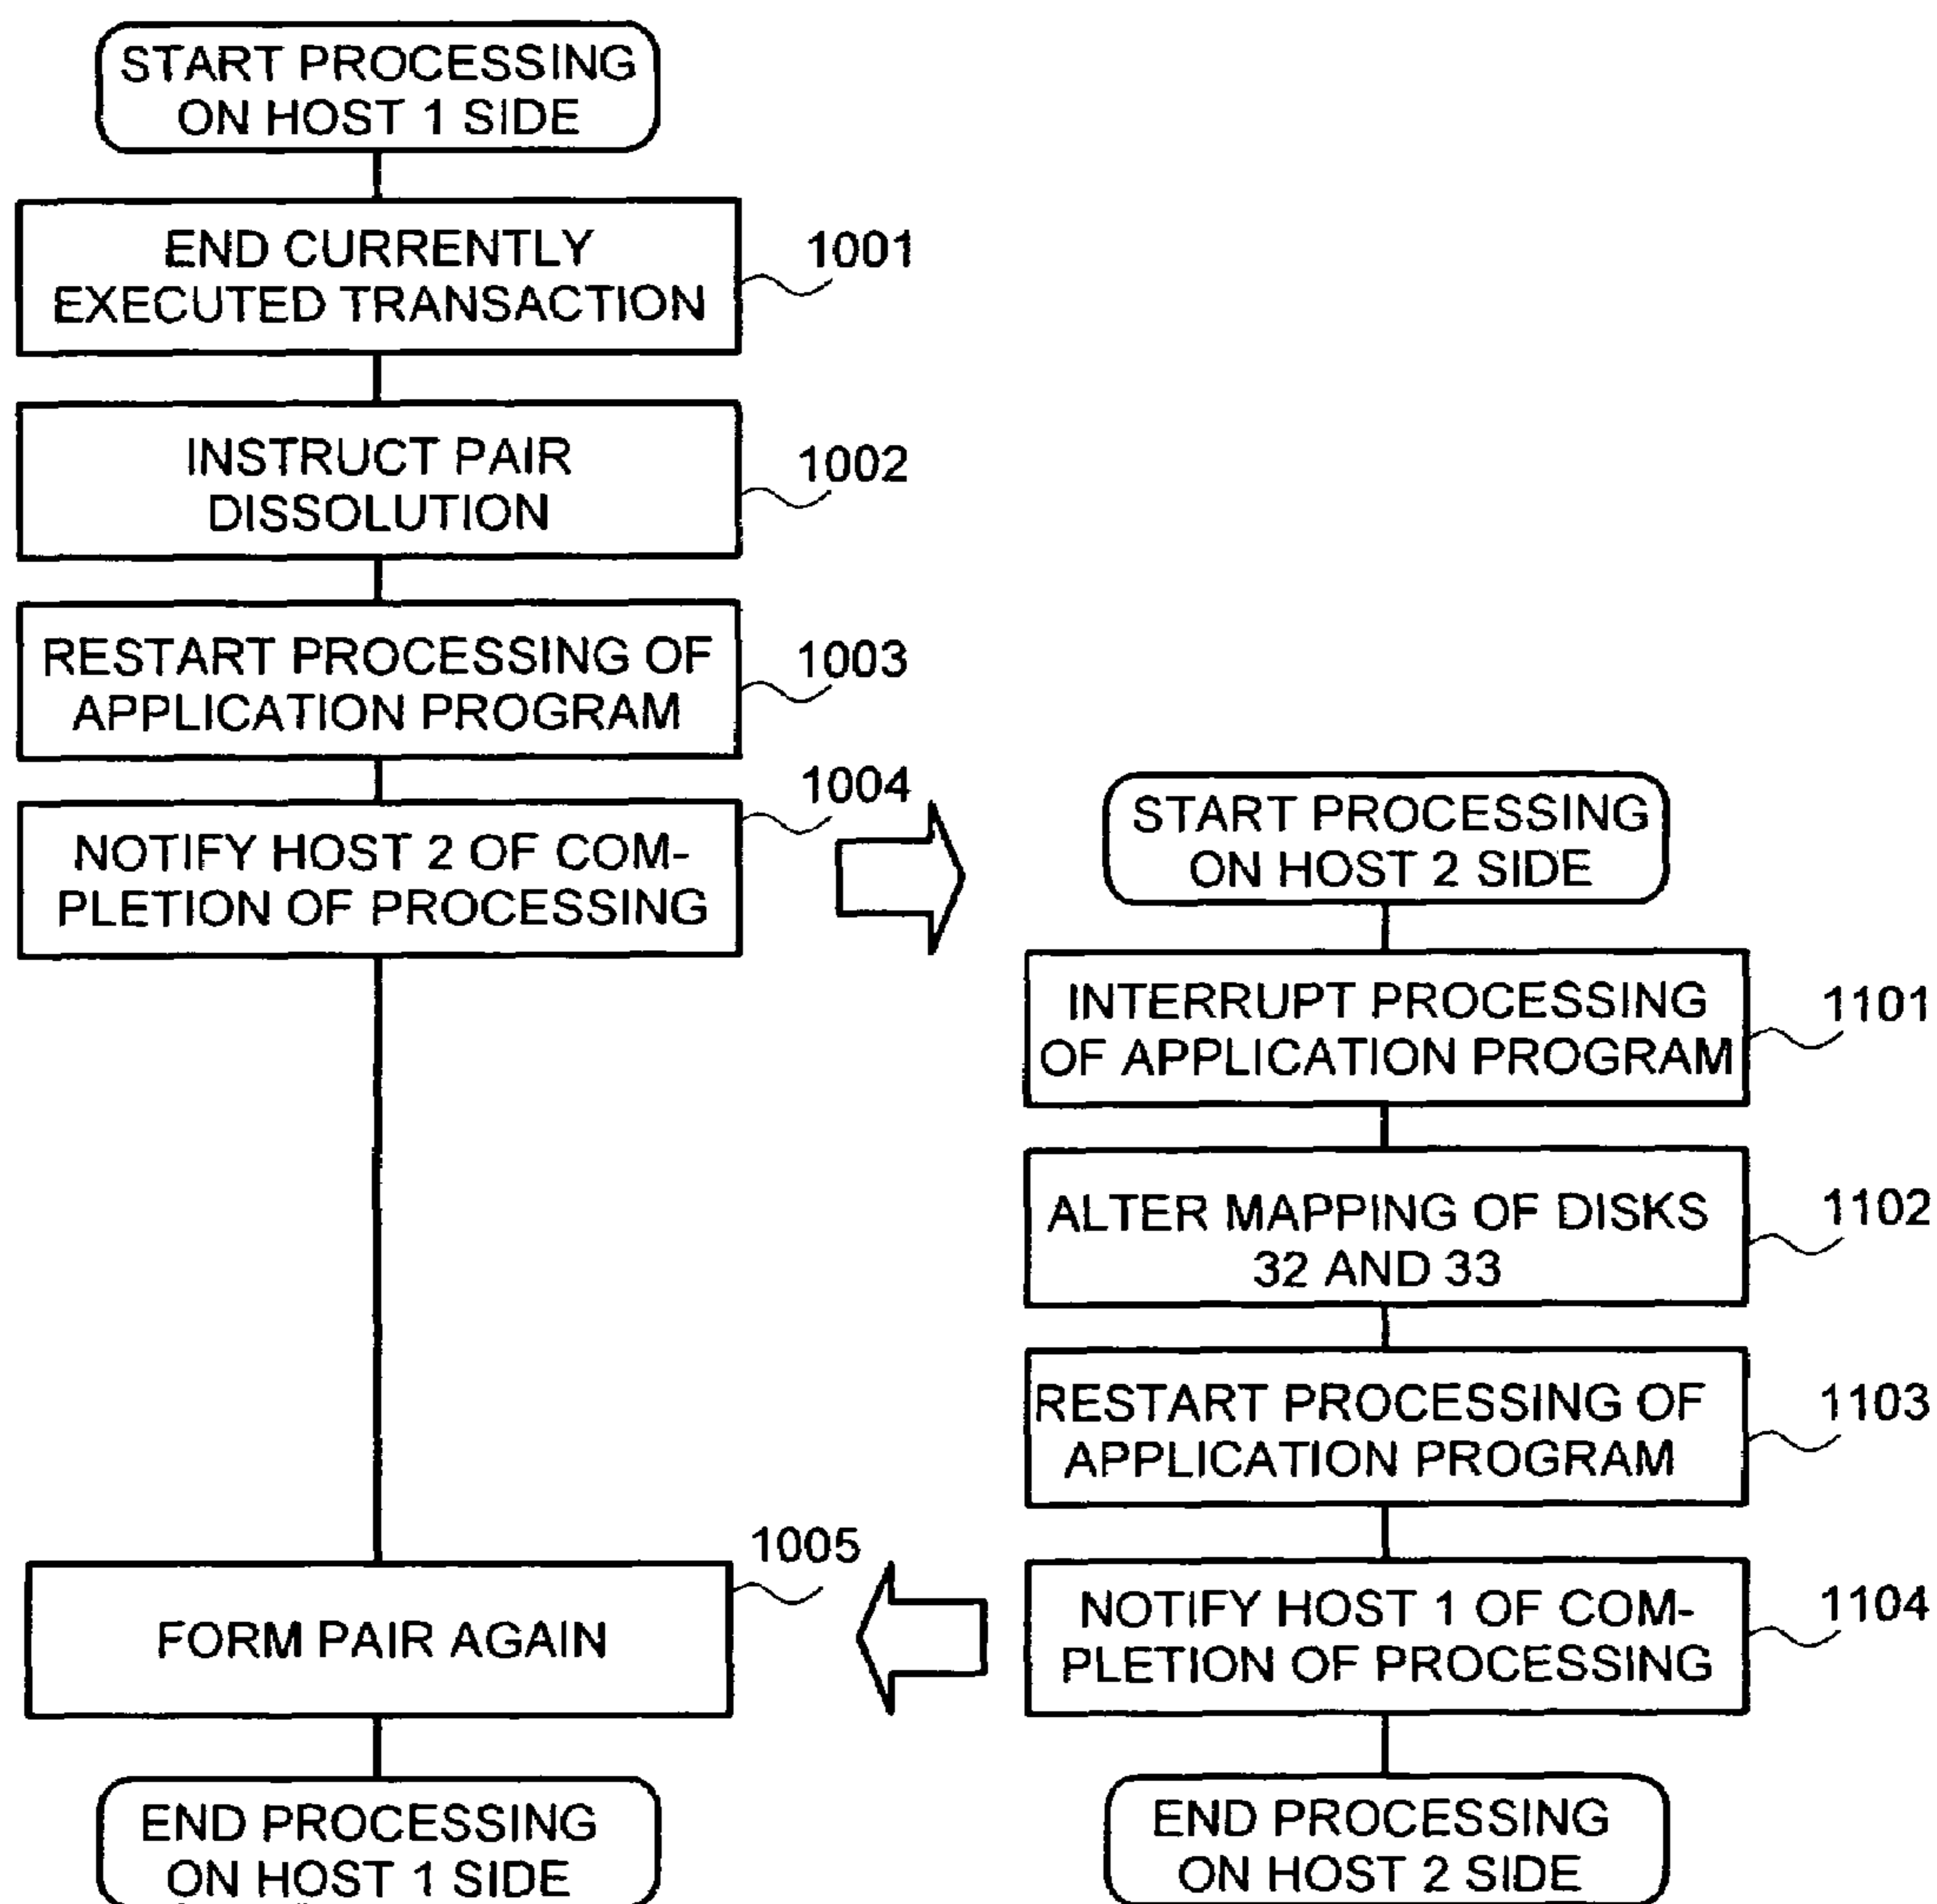 START PROCESSING
ON HOST 1 SIDE
END CURRENTLY
EXECUTED TRANSACTION
1001
INSTRUCT PAIR
DISSOLUTION
1002
RESTART PROCESSING OF
APPLICATION PROGRAM
1003
NOTIFY HOST 2 OF COM-
PLETION OF PROCESSING
1004
START PROCESSING
ON HOST 2 SIDE
INTERRUPT PROCESSING
OF APPLICATION PROGRAM
1101
ALTER MAPPING OF DISKS
32 AND 33
1102
RESTART PROCESSING OF
APPLICATION PROGRAM
1103
NOTIFY HOST 1 OF COM-
PLETION OF PROCESSING
1104
END PROCESSING
ON HOST 2 SIDE
FORM PAIR AGAIN
1005
END PROCESSING
ON HOST 1 SIDE